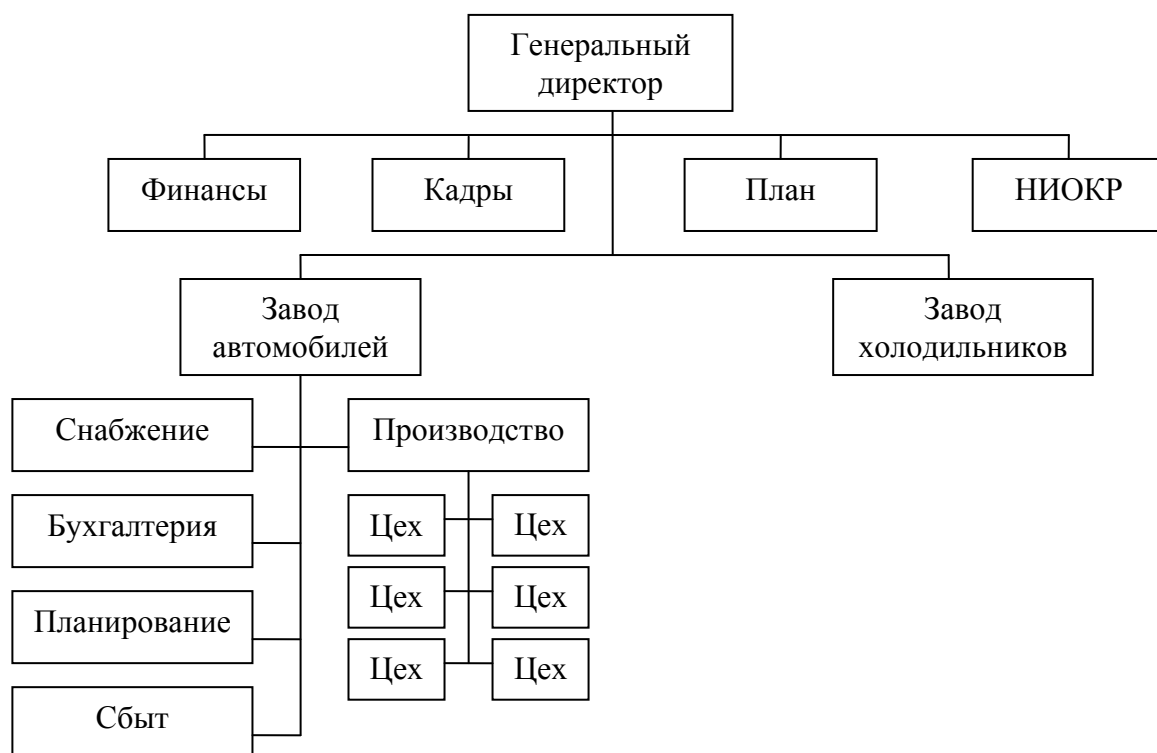 Генеральный
директор
Финансы
Кадры
План
НИОКР
Завод
автомобилей
Завод
холодильников
Снабжение
Производство
Бухгалтерия
Цех
Цех
Планирование
Цех
Цех
Цех
Цех
Сбыт